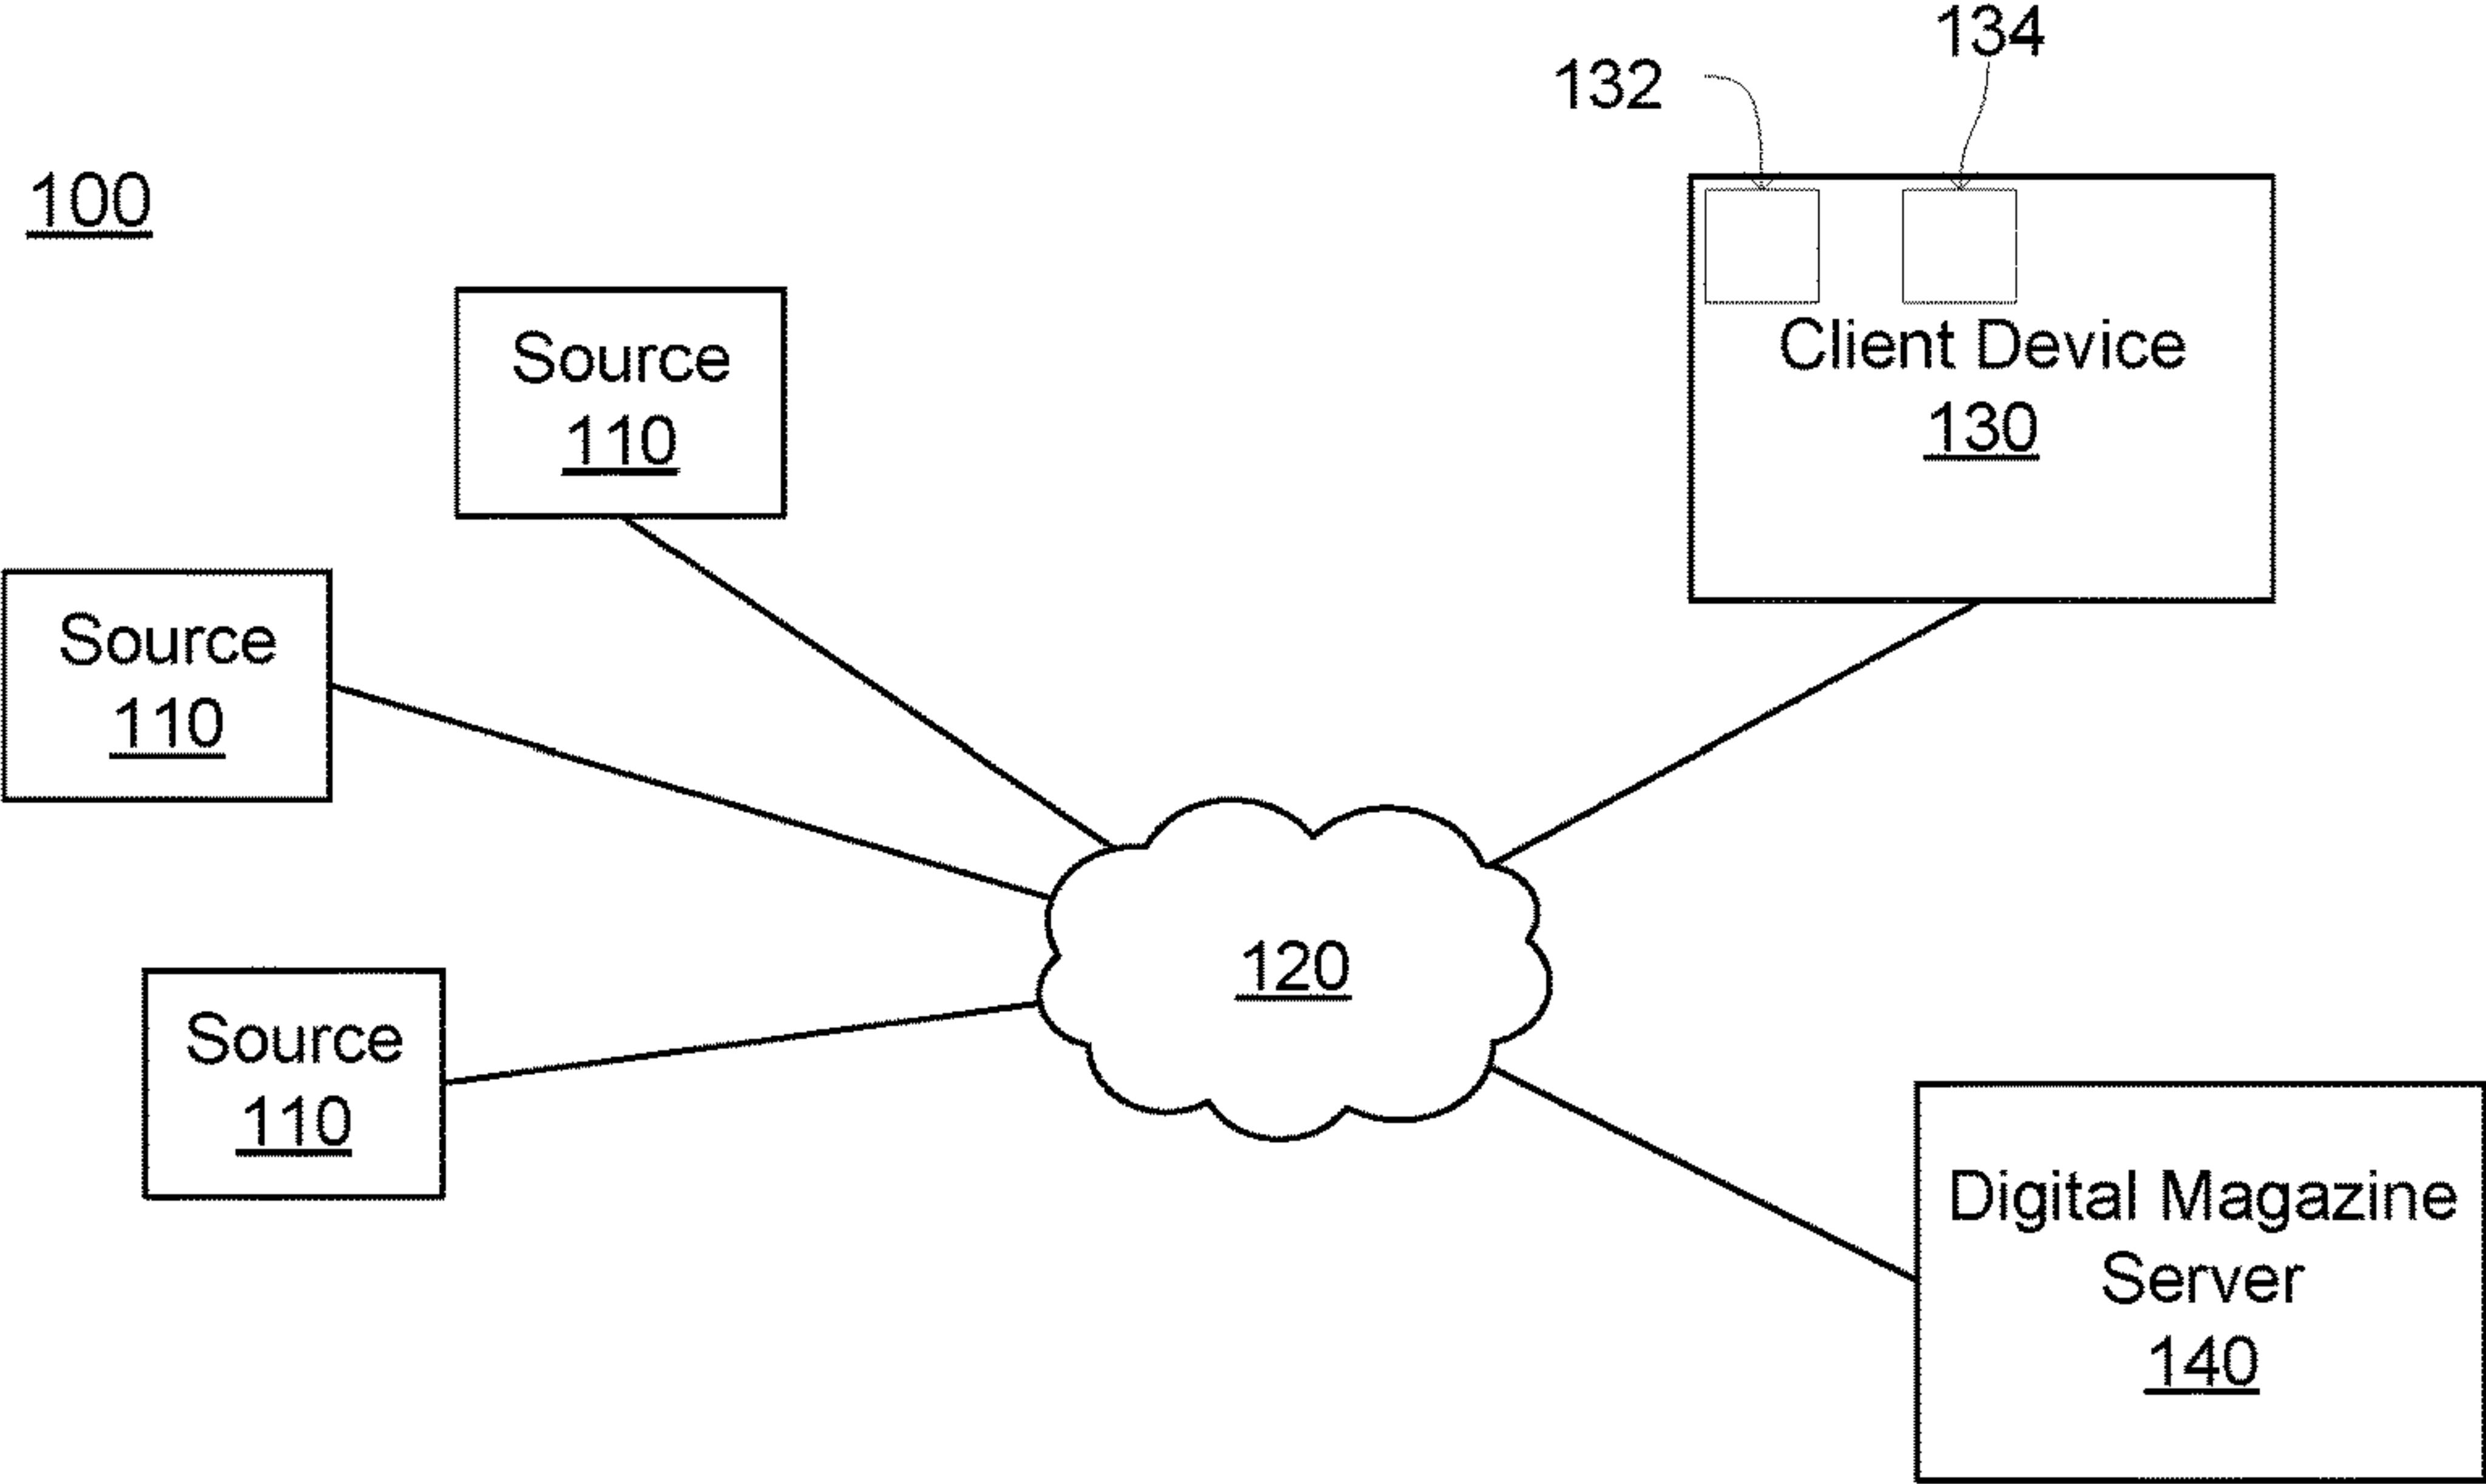 134
132
100
Source
110
Client Device
130
Source
110
120
Source
110
Digital Magazine
Server
140